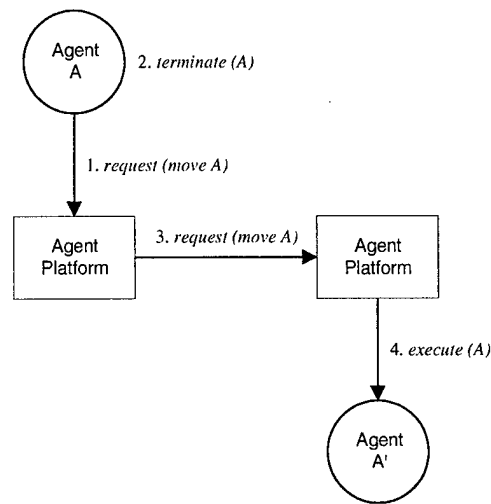 Agent
A
2. terminate (A)
1. request (move A)
Agent
Platform
3. request (move A)
Agent
Platform
4. execute (A)
Agent
A'